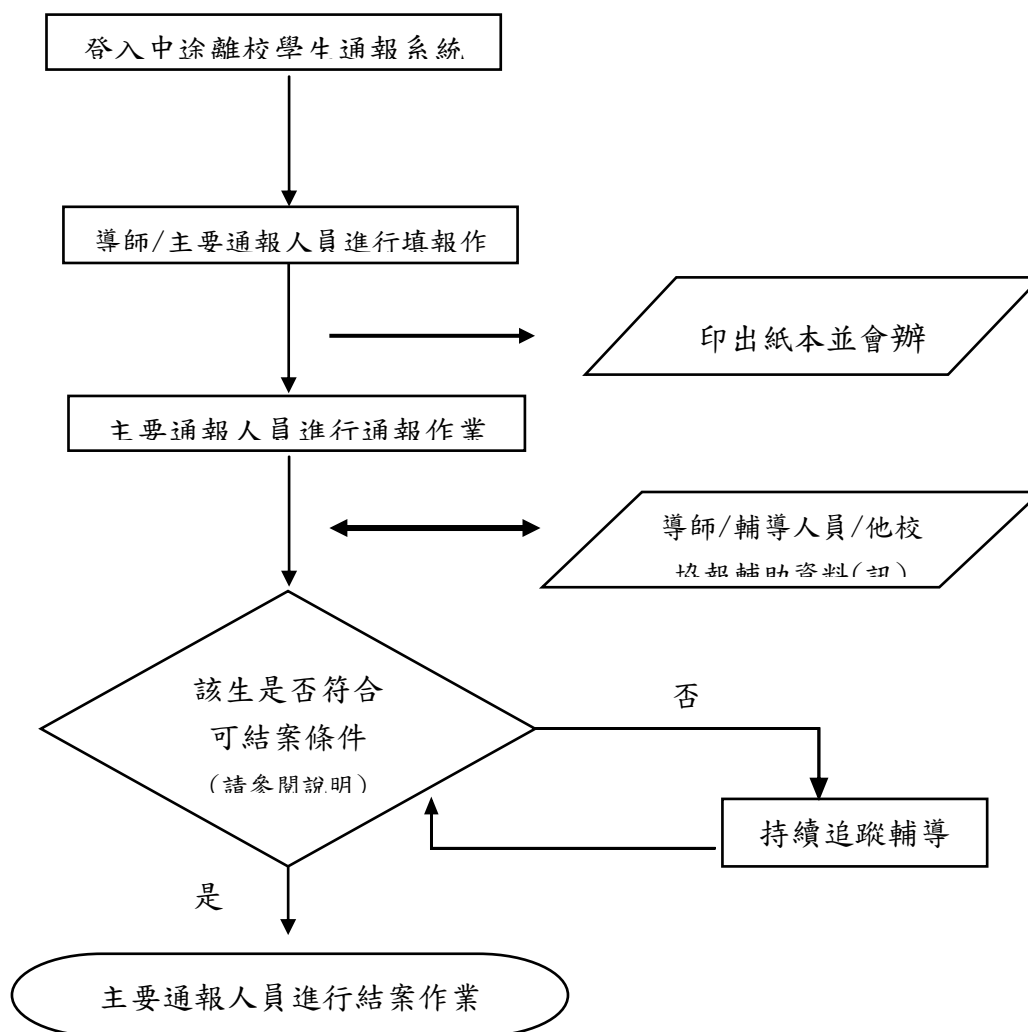 登入中途離校學生通報系統
導師/主要通報人員進行填報作
印出紙本並會辦
主要通報人員進行通報作業
導師/輔導人員/他校
協報輔助資料(訊)
該生是否符合
可結案條件
(請參閱說明)
否
持續追蹤輔導
是
主要通報人員進行結案作業